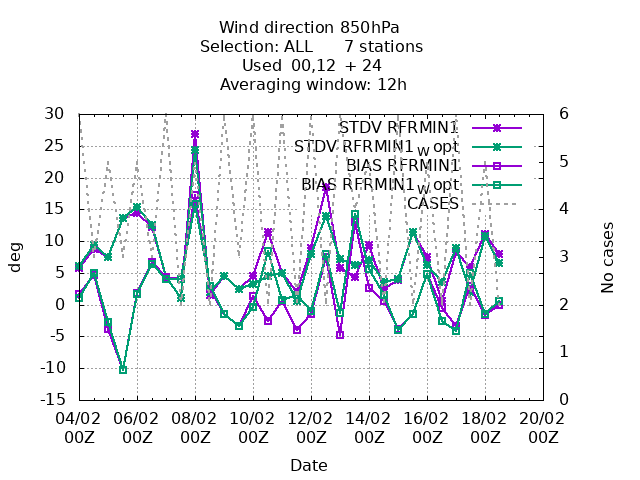 Wind direction 850hPa
Selection: ALL 7 stations
Used 00,12 + 24
Averaging window: 12h
30
25
20
15
10
5
0
-5
-10
-15
deg
STDV RFRMIN1
STDV RFRMIN1 W opt
BIAS RFRMIN1
BIAS RFRMIN1 W opt
CASES
6
5
4
3
2
1
0
No cases
04/02 06/02 08/02 10/02 12/02 14/02 16/02 18/02 20/02
00Z 00Z 00Z 00Z 00Z 00Z 00Z 00Z 00Z
Date